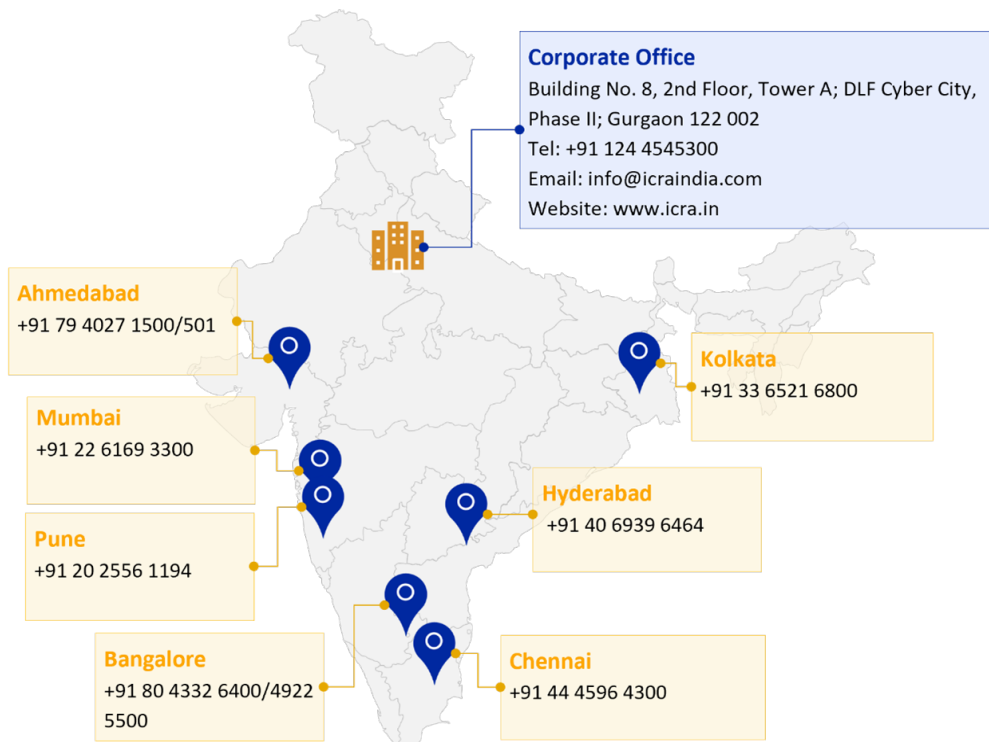 Corporate Office
Building No. 8, 2nd Floor, Tower A; DLF Cyber City,
Phase II; Gurgaon 122 002
Tel: +91 124 4545300
Email: info@icraindia.com
Website: www.icra.in
Ahmedabad
+91 79 4027 1500/501
Kolkata
+91 33 6521 6800
Mumbai
+91 22 6169 3300
Hyderabad
+91 40 6939 6464
Pune
+91 20 2556 1194
Bangalore
+91 80 4332 6400/4922
5500
Chennai
+91 44 4596 4300